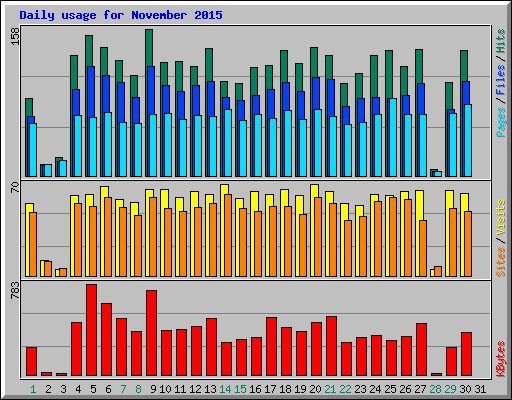 Daily usage for November 2015
158
Pages / Files / Hits
70
Sites / Visits
783
KBytes
1 2 3 4 5 6 7 8 9 10 11 12 13 14 15 16 17 18 19 20 21 22 23 24 25 26 27 28 29 30 31